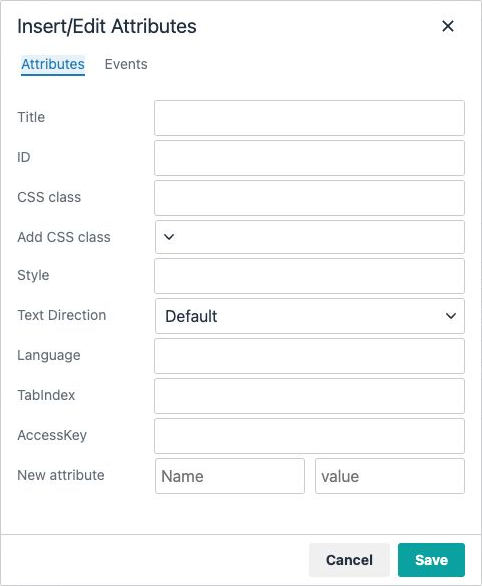 Insert/Edit Attributes
Attributes Events
Title
ID
CSS class
Add CSS class
Style
Text Direction Default
Language
TabIndex
AccessKey
New attribute Name value
Cancel Save